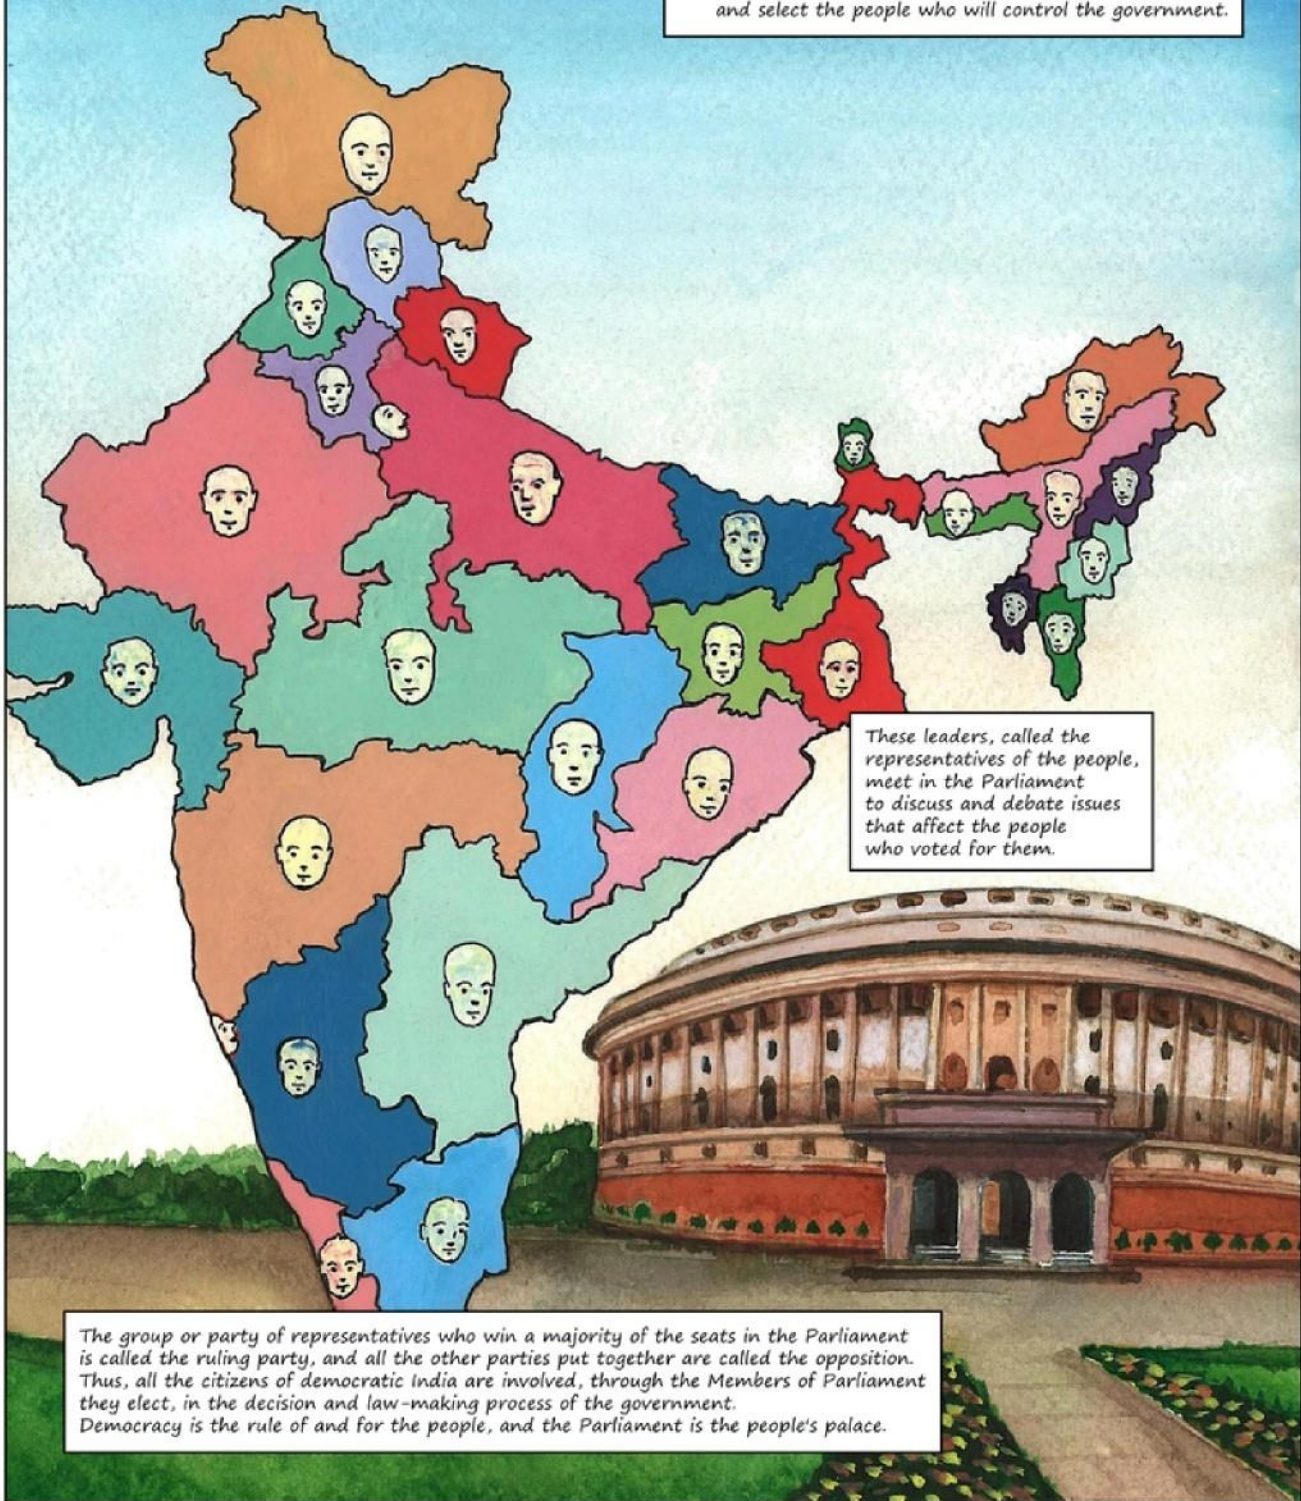 and select the people who will control the government.
These leaders, called the
representatives of the people,
meet in the Parliament
to discuss and debate issues
that affect the people
who voted for them.
The group or party of representatives who win a majority of the seats in the Parliament
is called the ruling party, and all the other parties put together are called the opposition.
Thus, all the citizens of democratic India are involved, through the Members of Parliament
they elect, in the decision and law-making process of the government.
Democracy is the rule of and for the people, and the Parliament is the people's palace.